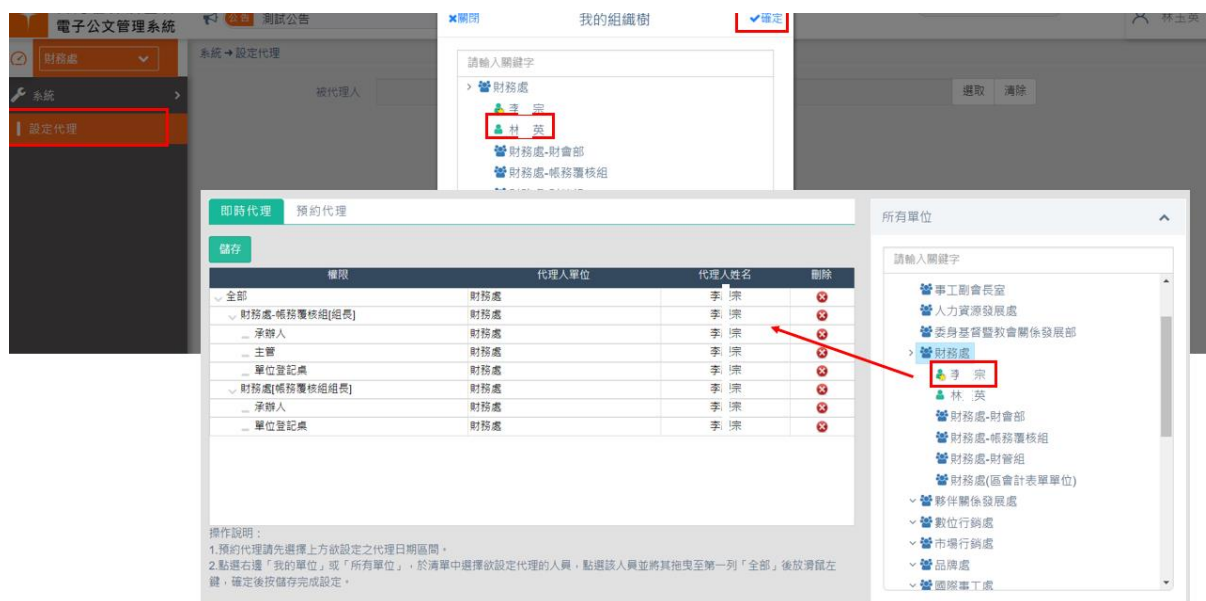 電子公文管理系統
公告 測試公告
林玉英
財務處
系統
設定代理
系統➔設定代理
被代理人
選取 清除
✖關閉 我的組織樹 ✔確定
請輸入關鍵字
財務處
李 宗
林 英
財務處-財會部
財務處-帳務覆核組
即時代理 預約代理
儲存
權限 代理人單位 代理人姓名 刪除
全部 財務處 李 宗
財務處-帳務覆核組[組長] 財務處 李 宗
承辦人 財務處 李 宗
主管 財務處 李 宗
單位登記桌 財務處 李 宗
財務處[帳務覆核組組長] 財務處 李 宗
承辦人 財務處 李 宗
單位登記桌 財務處 李 宗
操作說明：
1.預約代理請先選擇上方欲設定之代理日期區間。
2.點選右邊「我的單位」或「所有單位」，於清單中選擇欲設定代理的人員，點選該人員並將其拖曳至第一列「全部」後放滑鼠左
鍵，確定後按儲存完成設定。
所有單位
請輸入關鍵字
事工副會長室
人力資源發展處
委身基督暨教會關係發展部
財務處
李 宗
林 英
財務處-財會部
財務處-帳務覆核組
財務處-財管組
財務處(區會計表單單位)
夥伴關係發展處
數位行銷處
市場行銷處
品牌處
國際事工處